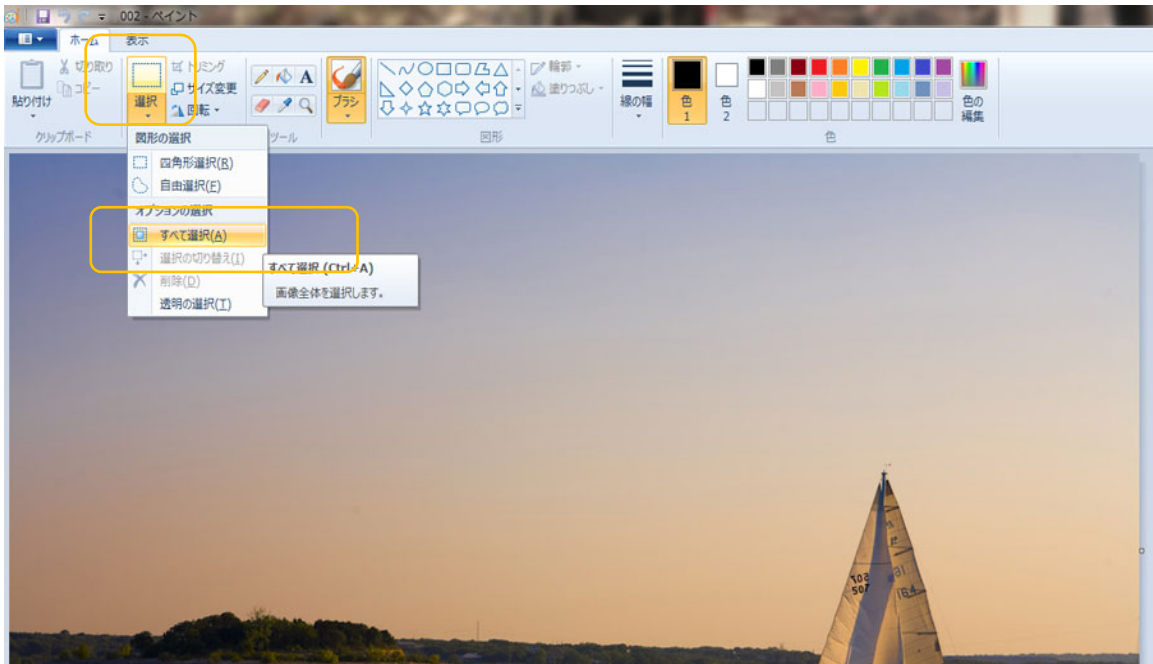 002 - ペイント
ホーム 表示
切り取り
コピー
貼り付け
クリップボード
選択
トリミング
サイズ変更
回転
A
ツール
ブラシ
図形
輪郭
塗りつぶし
線の幅
色
1
色
2
色の
編集
色
図形の選択
四角形選択(R)
自由選択(F)
オプションの選択
すべて選択(A)
選択の切り替え(I)
削除(D)
透明の選択(T)
すべて選択 (Ctrl+A)
画像全体を選択します。
507
507
164